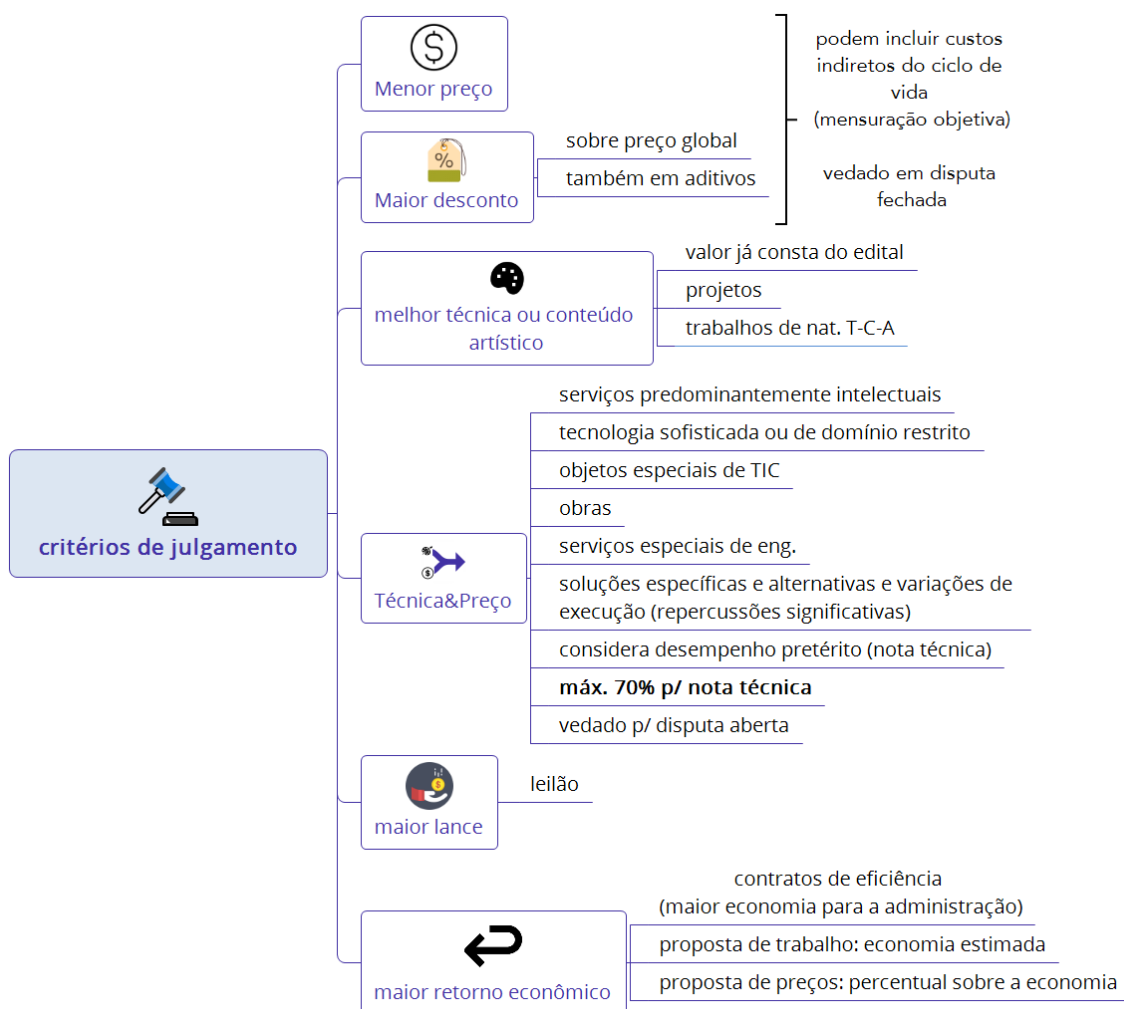 critérios de julgamento
$
Menor preço
%
Maior desconto
sobre preço global
também em aditivos
podem incluir custos
indiretos do ciclo de
vida
(mensuração objetiva)
vedado em disputa
fechada
melhor técnica ou conteúdo
artístico
valor já consta do edital
projetos
trabalhos de nat. T-C-A
$
Técnica&Preço
serviços predominantemente intelectuais
tecnologia sofisticada ou de domínio restrito
objetos especiais de TIC
obras
serviços especiais de eng.
soluções específicas e alternativas e variações de
execução (repercussões significativas)
considera desempenho pretérito (nota técnica)
máx. 70% p/ nota técnica
vedado p/ disputa aberta
$
maior lance
leilão
maior retorno econômico
contratos de eficiência
(maior economia para a administração)
proposta de trabalho: economia estimada
proposta de preços: percentual sobre a economia